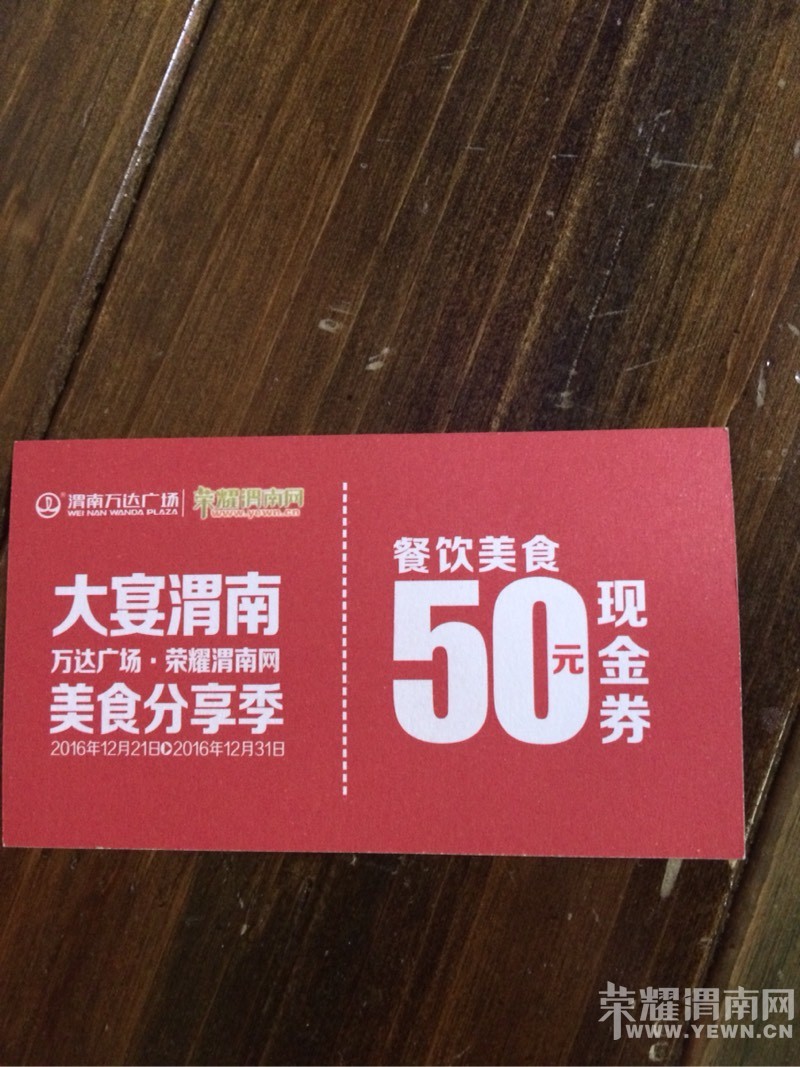 渭南万达广场
WEI NAN WANDA PLAZA
荣耀渭南网
www.yewn.cn
大宴渭南
万达广场·荣耀渭南网
美食分享季
2016年12月21日▶2016年12月31日
餐饮美食
50元
现金券
荣耀渭南网
WWW.YEWN.CN